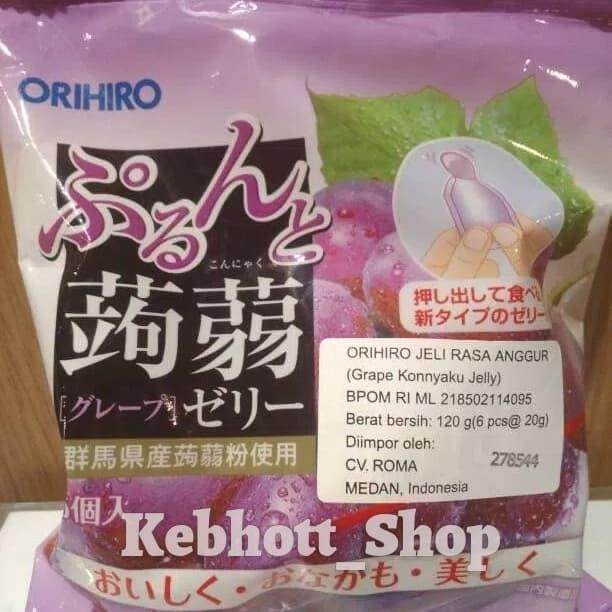 ORIHIRO
ぷるんと
こんにゃく
蒟蒻
[グレープ]ゼリー
群馬県産蒟蒻粉使用
個入
押し出して食べる
新タイプのゼリー
ORIHIRO JELI RASA ANGGUR
(Grape Konnyaku Jelly)
BPOM RI ML 218502114095
Berat bersih: 120 g(6 pcs@ 20g)
Diimpor oleh:
CV. ROMA
278544
MEDAN, Indonesia
Kebhott_Shop
おいしく・おなかも・美しく